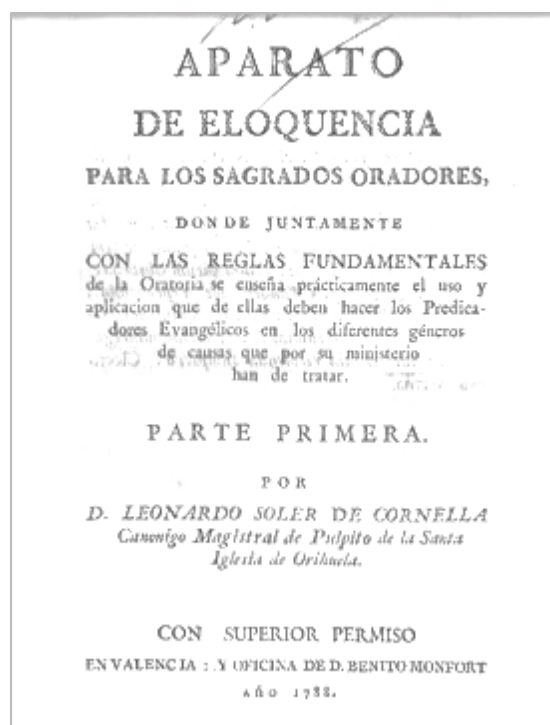 APARATO
DE ELOQUENCIA
PARA LOS SAGRADOS ORADORES,
DONDE JUNTAMENTE
CON LAS REGLAS FUNDAMENTALES
de la Oratoria se enseña prácticamente el uso y
aplicacion que de ellas deben hacer los Predica-
dores Evangélicos en los diferentes géneros
de causas que por su ministerio
han de tratar.
PARTE PRIMERA.
POR
D. LEONARDO SOLER DE CORNELLA
Canonigo Magistral de Pulpito de la Santa
Iglesia de Orihuela.
CON SUPERIOR PERMISO
EN VALENCIA : Y OFICINA DE D. BENITO MONFORT
Año 1788.